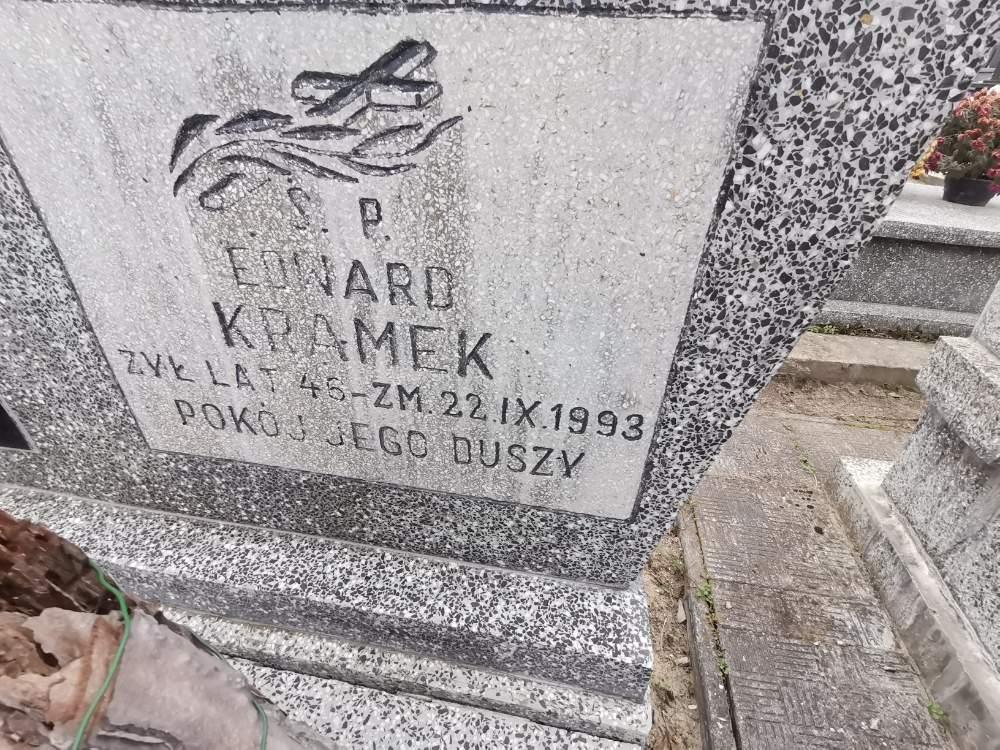 Ś. P.
EDWARD
KRAMEK
ŻYŁ LAT 46-ZM. 22.IX.1993
POKÓJ JEGO DUSZY